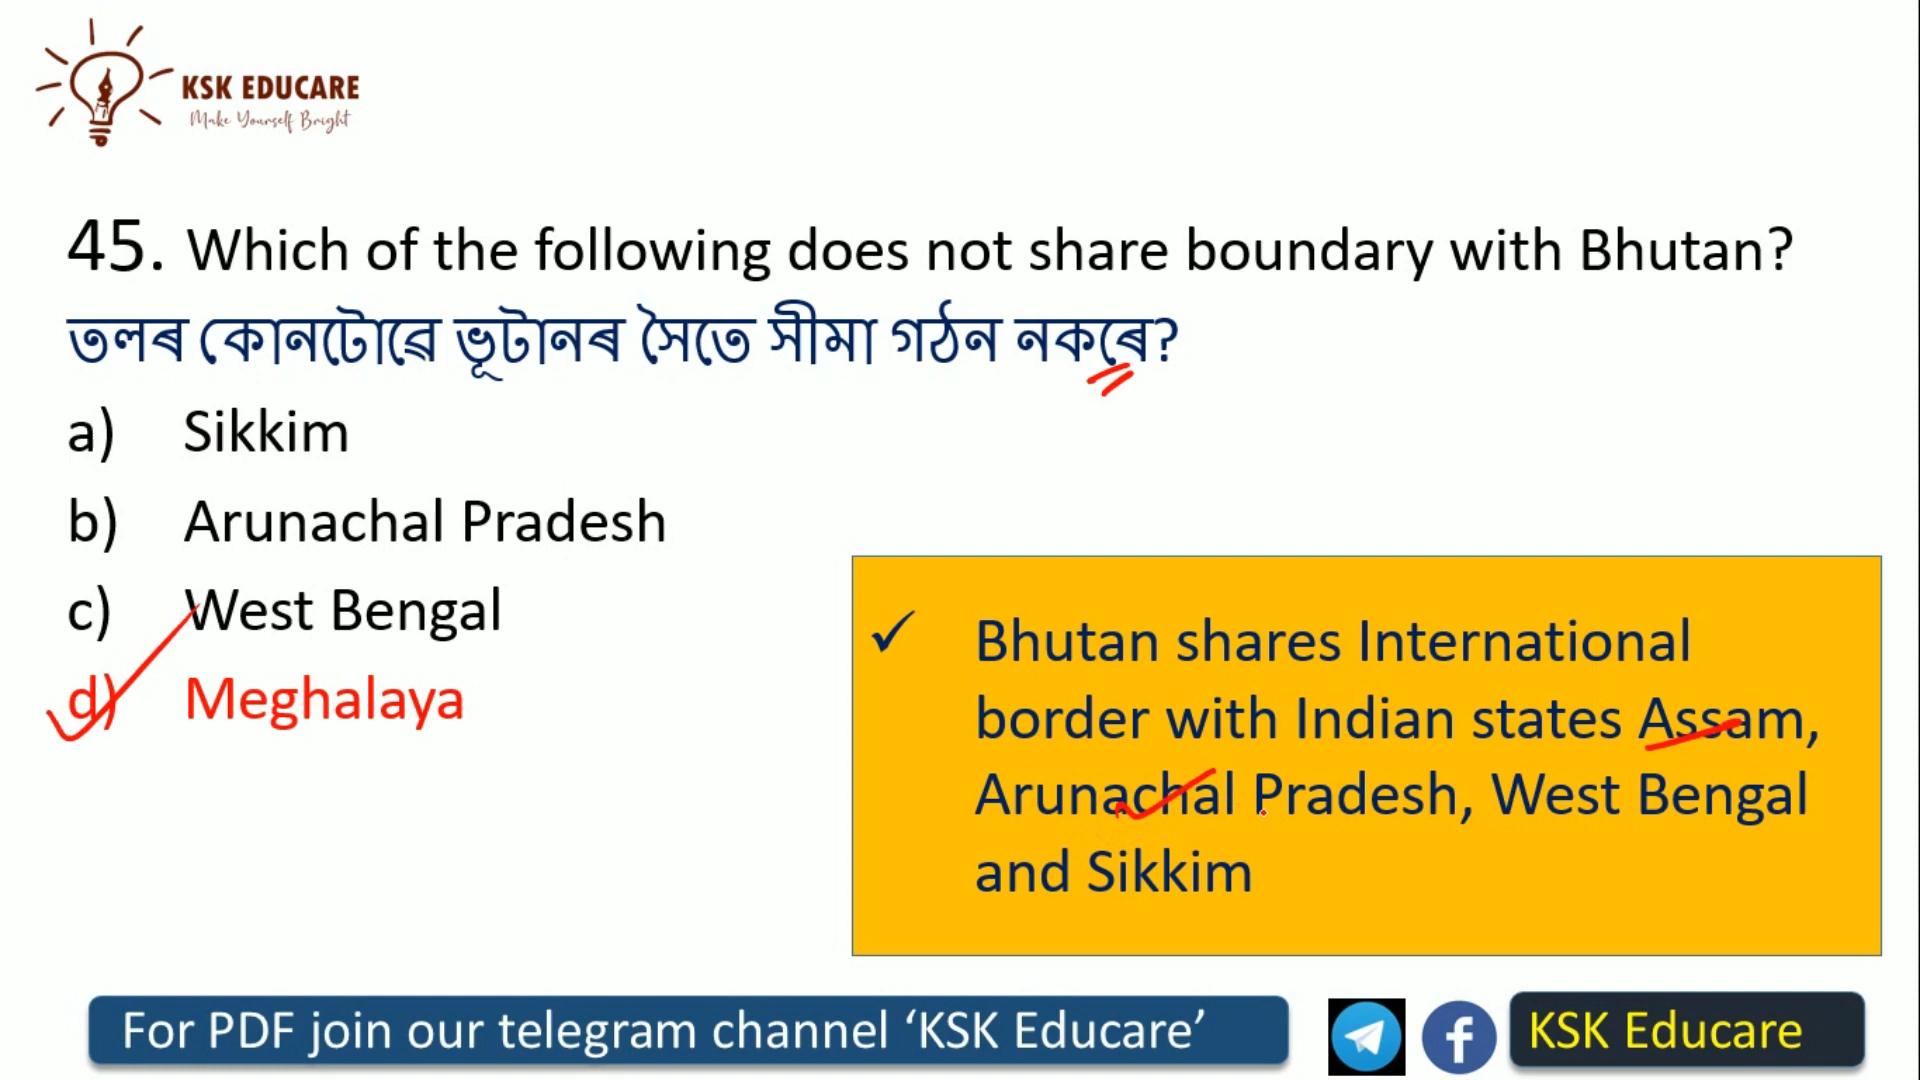 KSK EDUCARE
Make Yourself Bright
45. Which of the following does not share boundary with Bhutan?
তলৰ কোনটোৱে ভূটানৰ সৈতে সীমা গঠন নকৰে?
a) Sikkim
b) Arunachal Pradesh
c) West Bengal
d) Meghalaya
✓ Bhutan shares International
border with Indian states Assam,
Arunachal Pradesh, West Bengal
and Sikkim
For PDF join our telegram channel ‘KSK Educare’
KSK Educare